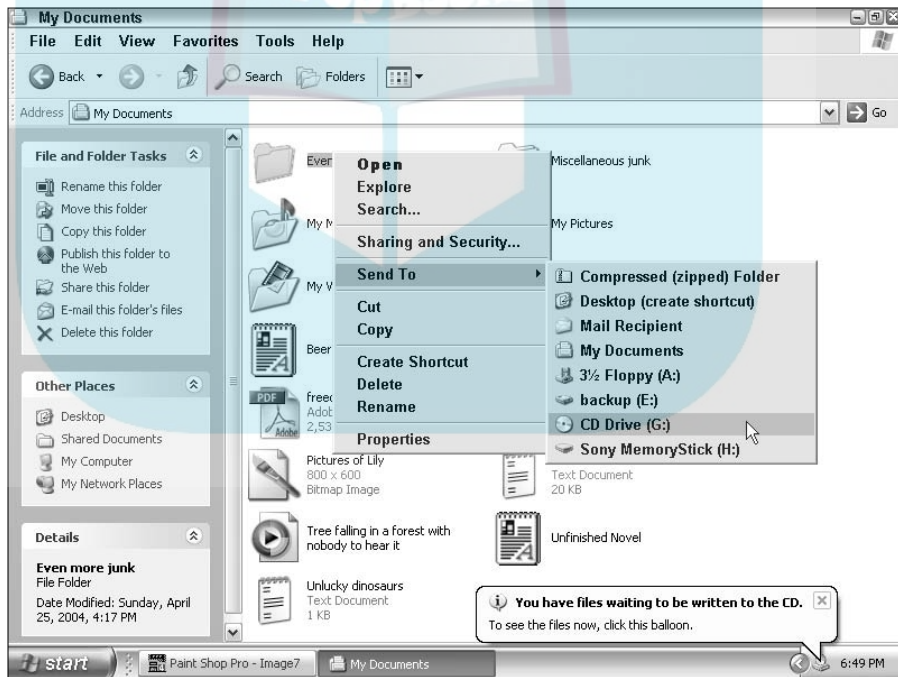 My Documents
File Edit View Favorites Tools Help
Back Search Folders
Address My Documents Go
File and Folder Tasks
Rename this folder
Move this folder
Copy this folder
Publish this folder to
the Web
Share this folder
E-mail this folder's files
Delete this folder
Other Places
Desktop
Shared Documents
My Computer
My Network Places
Details
Even more junk
File Folder
Date Modified: Sunday, April
25, 2004, 4:17 PM
Even
Miscellaneous junk
My
My Pictures
My
Beer
PDF
Adobe
2,53
Pictures of Lily
800 x 600
Bitmap Image
Text Document
20 KB
Tree falling in a forest with
nobody to hear it
Unfinished Novel
Unlucky dinosaurs
Text Document
1 KB
Open
Explore
Search...
Sharing and Security...
Send To
Cut
Copy
Create Shortcut
Delete
Rename
Properties
Compressed (zipped) Folder
Desktop (create shortcut)
Mail Recipient
My Documents
3½ Floppy (A:)
backup (E:)
CD Drive (G:)
Sony MemoryStick (H:)
You have files waiting to be written to the CD.
To see the files now, click this balloon.
start Paint Shop Pro - Image7 My Documents 6:49 PM